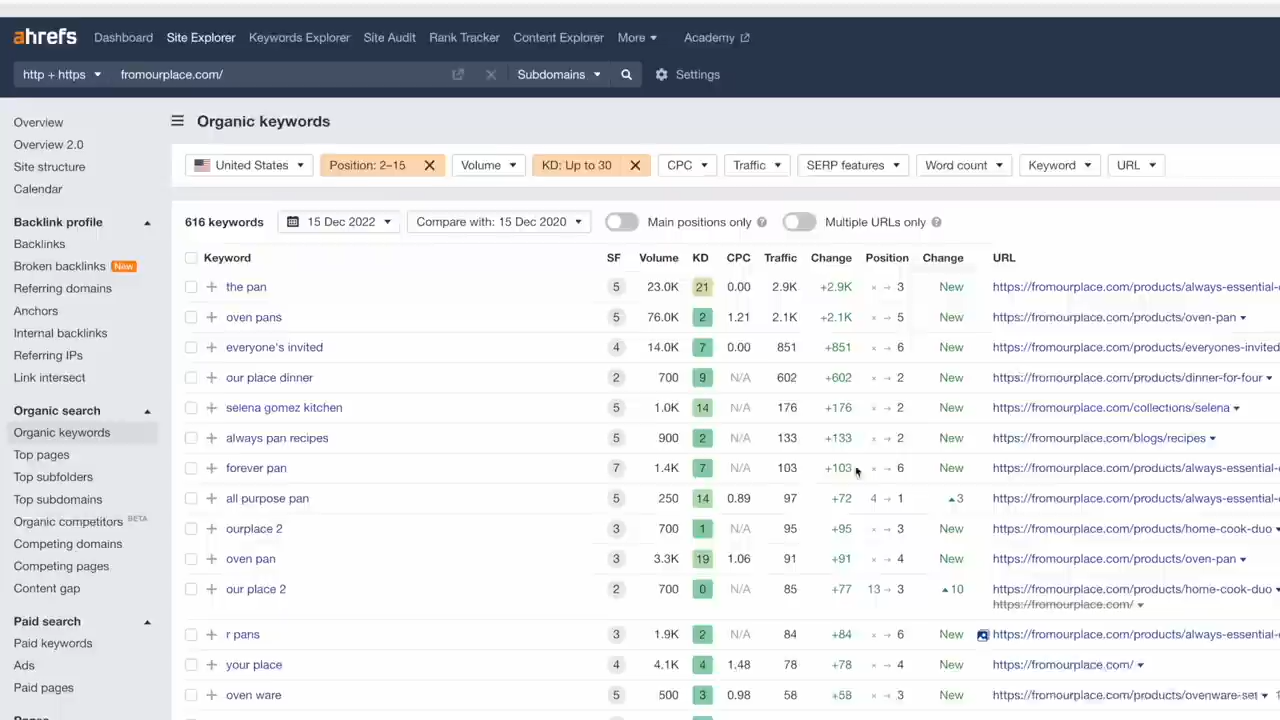 ahrefs Dashboard Site Explorer Keywords Explorer Site Audit Rank Tracker Content Explorer More Academy
http + https fromourplace.com/ Subdomains Settings
Overview
Overview 2.0
Site structure
Calendar
Backlink profile
Backlinks
Broken backlinks New
Referring domains
Anchors
Internal backlinks
Referring IPs
Link intersect
Organic search
Organic keywords
Top pages
Top subfolders
Top subdomains
Organic competitors BETA
Competing domains
Competing pages
Content gap
Paid search
Paid keywords
Ads
Paid pages
Organic keywords
United States Position: 2–15 Volume KD: Up to 30 CPC Traffic SERP features Word count Keyword URL
616 keywords 15 Dec 2022 Compare with: 15 Dec 2020 Main positions only Multiple URLs only
Keyword SF Volume KD CPC Traffic Change Position Change URL
the pan 5 23.0K 21 0.00 2.9K +2.9K × → 3 New https://fromourplace.com/products/always-essential-
oven pans 5 76.0K 2 1.21 2.1K +2.1K × → 5 New https://fromourplace.com/products/oven-pan
everyone's invited 4 14.0K 7 0.00 851 +851 × → 6 New https://fromourplace.com/products/everyones-invited
our place dinner 2 700 9 N/A 602 +602 × → 2 New https://fromourplace.com/products/dinner-for-four
selena gomez kitchen 5 1.0K 14 N/A 176 +176 × → 2 New https://fromourplace.com/collections/selena
always pan recipes 5 900 2 N/A 133 +133 × → 2 New https://fromourplace.com/blogs/recipes
forever pan 7 1.4K 7 N/A 103 +103 × → 6 New https://fromourplace.com/products/always-essential-
all purpose pan 5 250 14 0.89 97 +72 4 → 1 3 https://fromourplace.com/products/always-essential-
ourplace 2 3 700 1 N/A 95 +95 × → 3 New https://fromourplace.com/products/home-cook-duo
oven pan 3 3.3K 19 1.06 91 +91 × → 4 New https://fromourplace.com/products/oven-pan
our place 2 2 700 0 N/A 85 +77 13 → 3 10 https://fromourplace.com/products/home-cook-duo
https://fromourplace.com/
r pans 3 1.9K 2 N/A 84 +84 × → 6 New https://fromourplace.com/products/always-essential-
your place 4 4.1K 4 1.48 78 +78 × → 4 New https://fromourplace.com/
oven ware 5 500 3 0.98 58 +58 × → 3 New https://fromourplace.com/products/ovenware-set 1